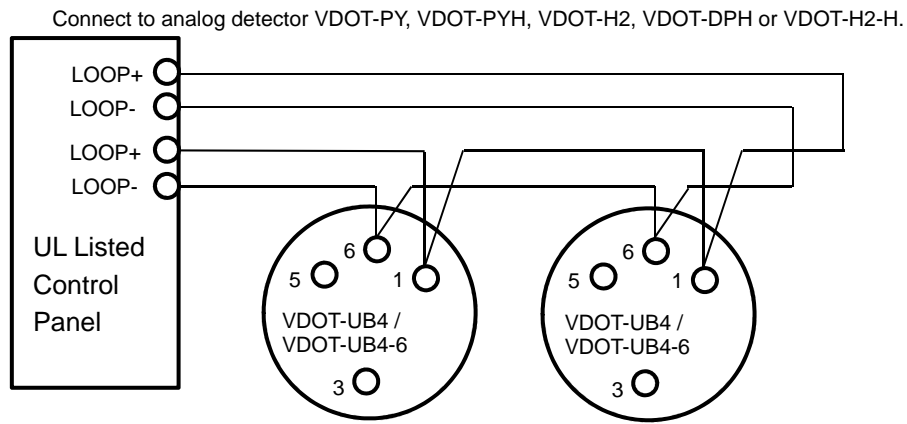 Connect to analog detector VDOT-PY, VDOT-PYH, VDOT-H2, VDOT-DPH or VDOT-H2-H.
LOOP+
LOOP-
LOOP+
LOOP-
UL Listed
Control
Panel
6
5
1
VDOT-UB4 /
VDOT-UB4-6
3
6
5
1
VDOT-UB4 /
VDOT-UB4-6
3